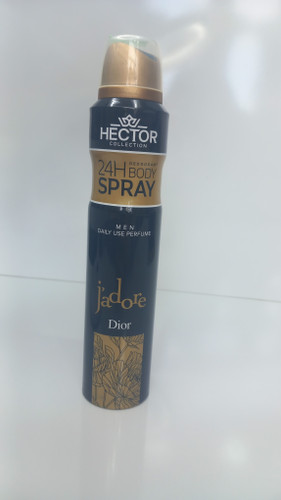 HECTOR
COLLECTION
24H BODY
SPRAY
MEN
DAILY USE PERFUME
j'adore
Dior